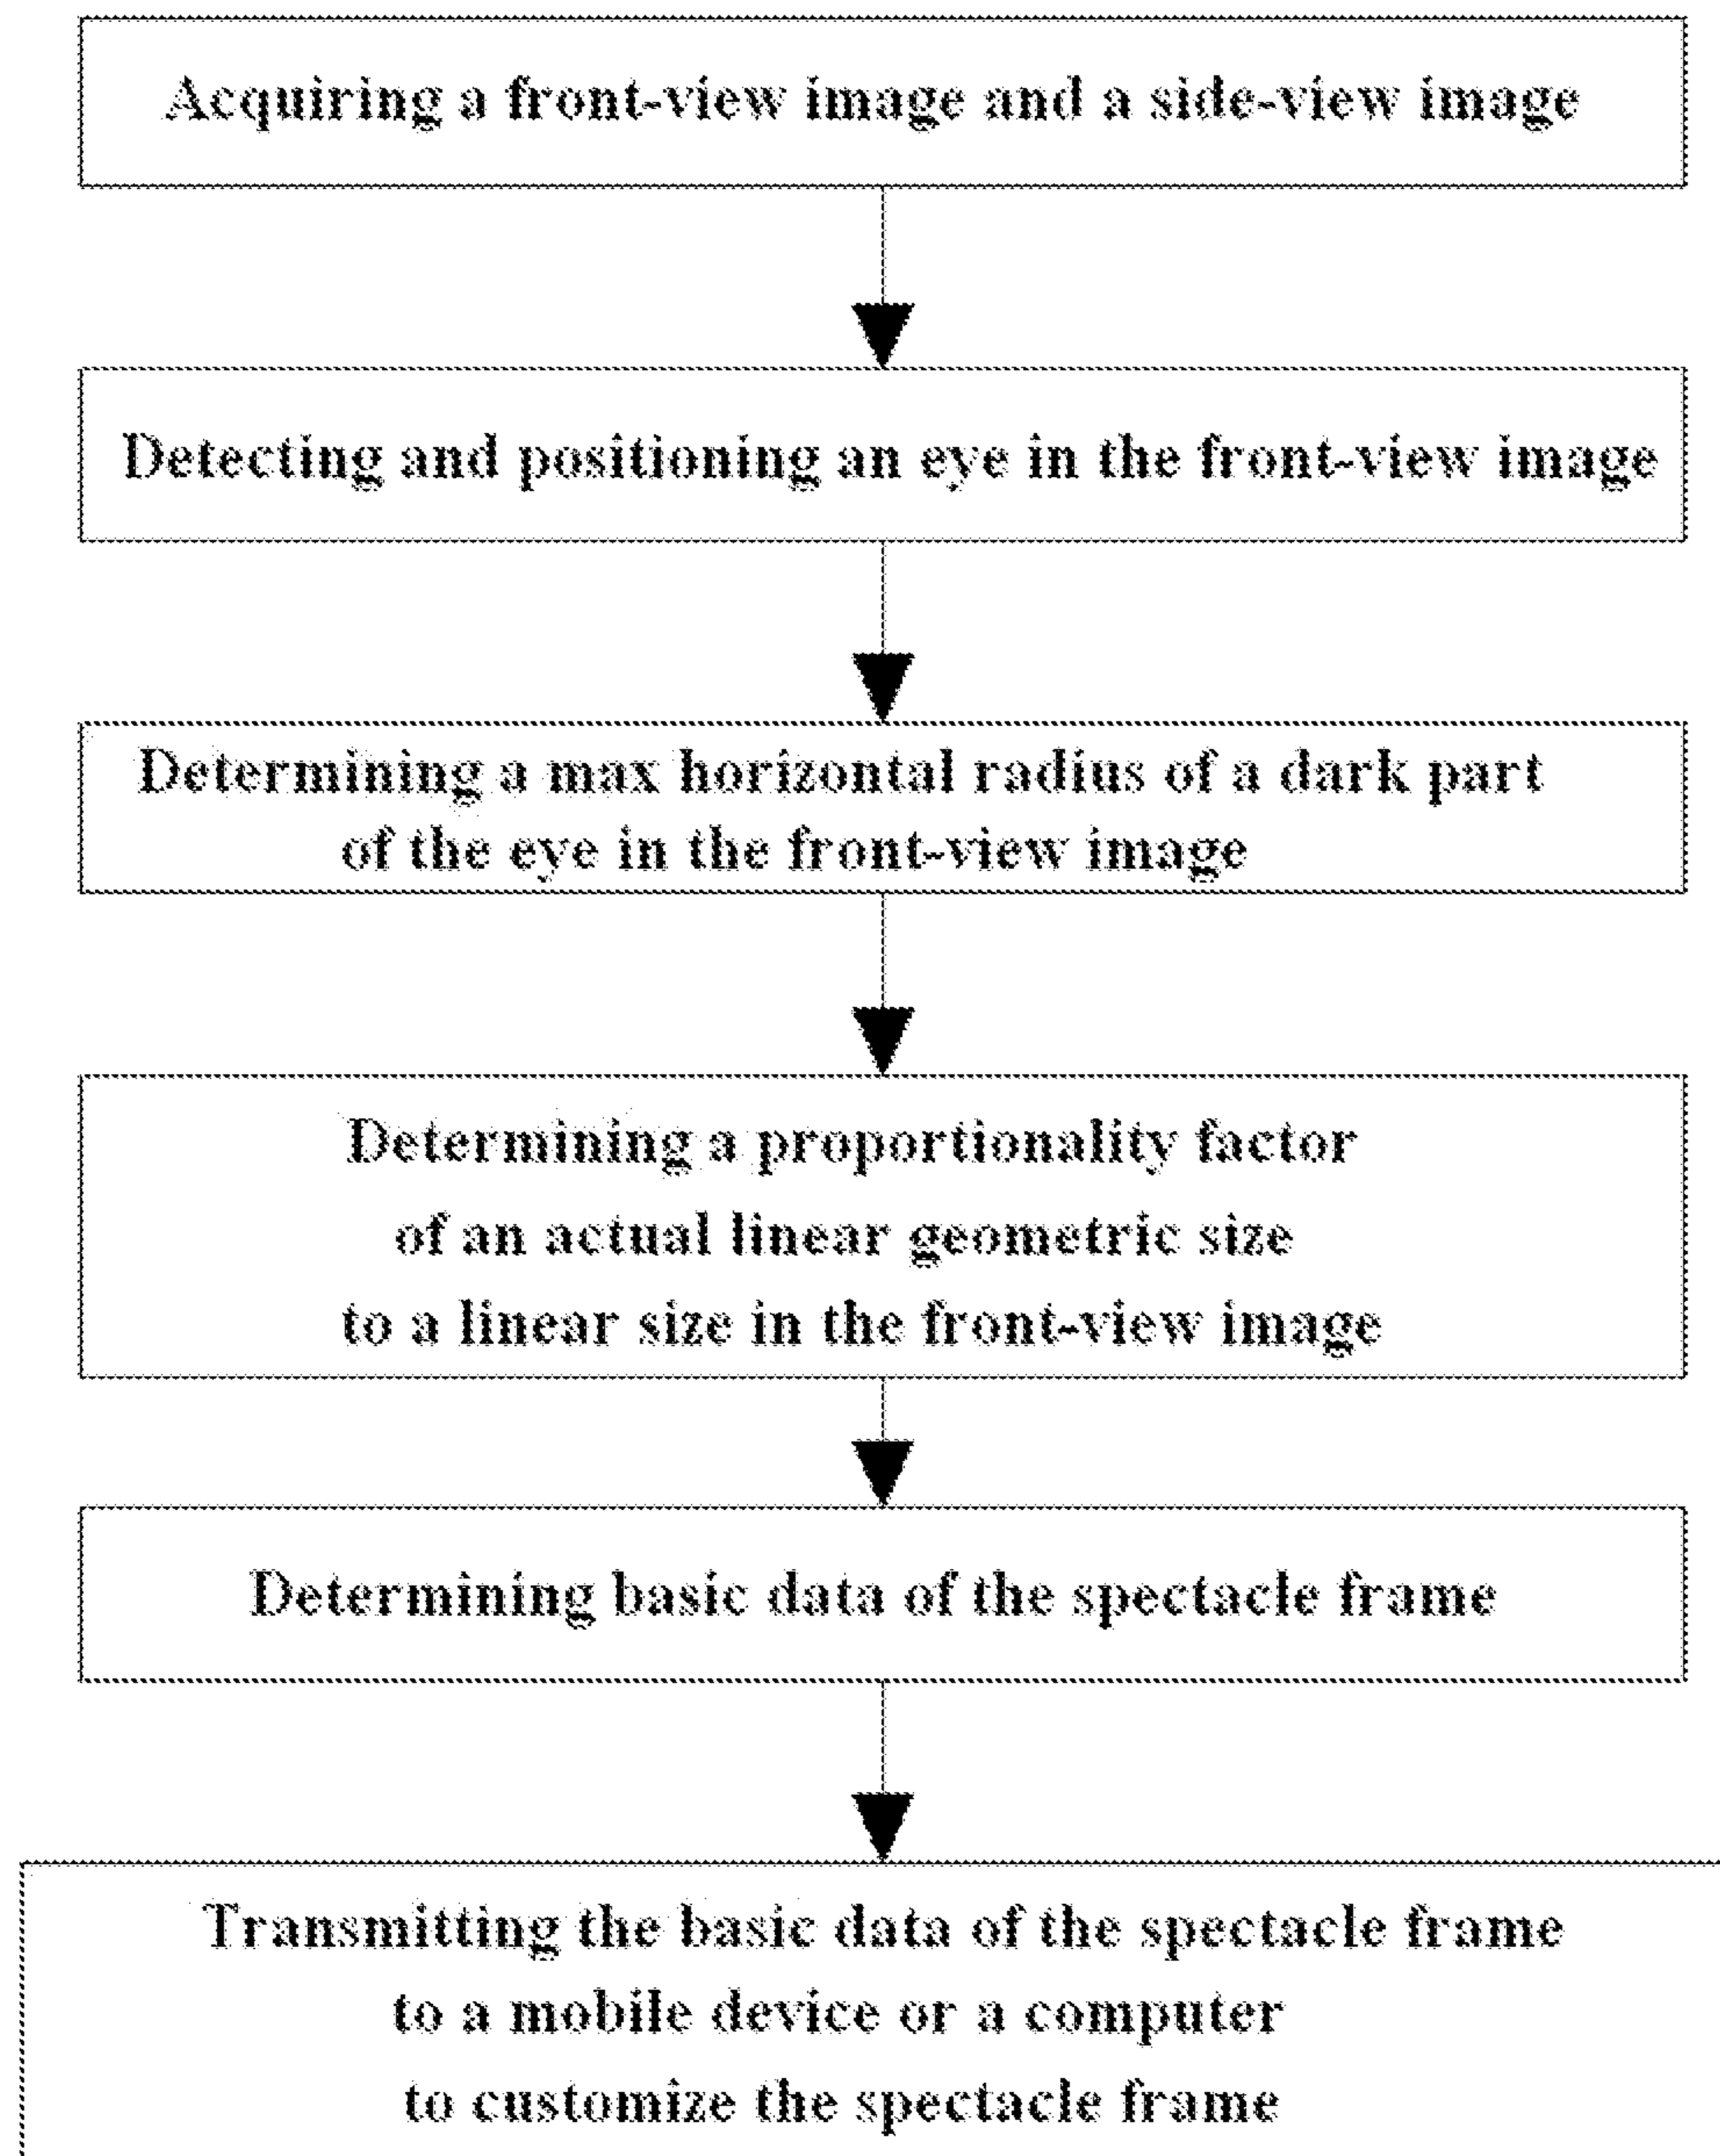 Acquiring a front-view image and a side-view image
Detecting and positioning an eye in the front-view image
Determining a max horizontal radius of a dark part
of the eye in the front-view image
Determining a proportionality factor
of an actual linear geometric size
to a linear size in the front-view image
Determining basic data of the spectacle frame
Transmitting the basic data of the spectacle frame
to a mobile device or a computer
to customize the spectacle frame